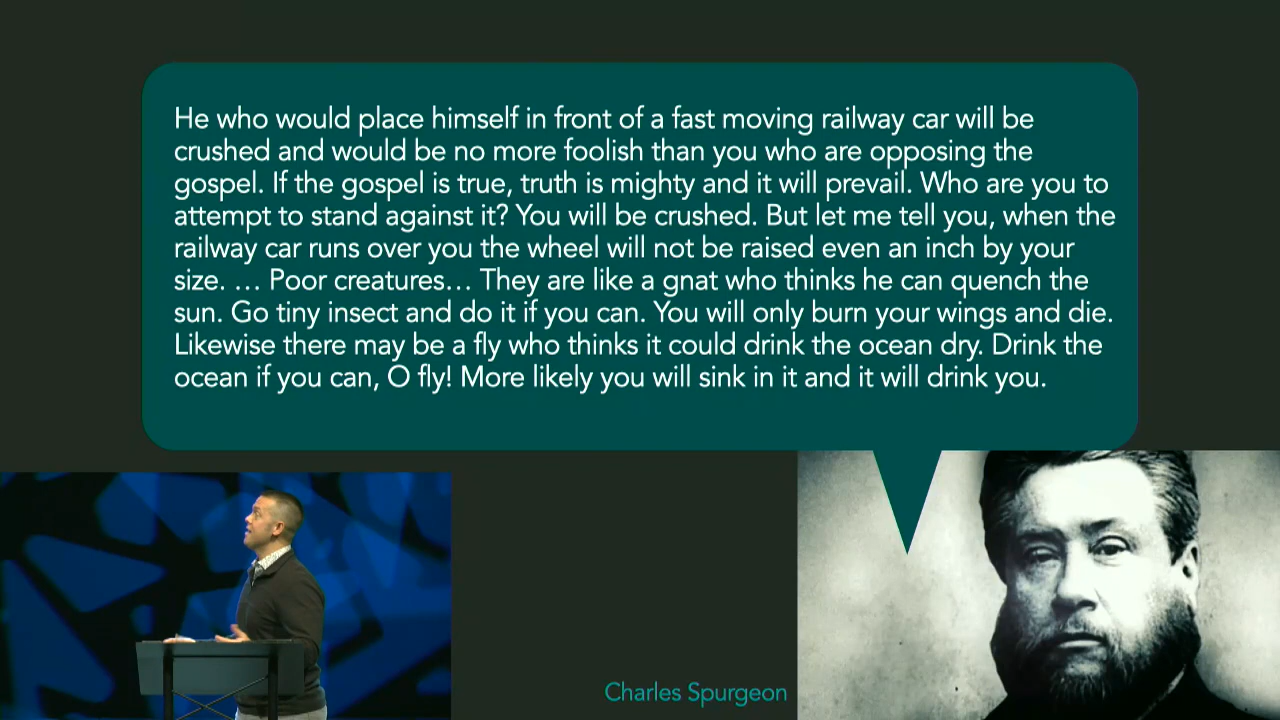 He who would place himself in front of a fast moving railway car will be
crushed and would be no more foolish than you who are opposing the
gospel. If the gospel is true, truth is mighty and it will prevail. Who are you to
attempt to stand against it? You will be crushed. But let me tell you, when the
railway car runs over you the wheel will not be raised even an inch by your
size. … Poor creatures… They are like a gnat who thinks he can quench the
sun. Go tiny insect and do it if you can. You will only burn your wings and die.
Likewise there may be a fly who thinks it could drink the ocean dry. Drink the
ocean if you can, O fly! More likely you will sink in it and it will drink you.
Charles Spurgeon